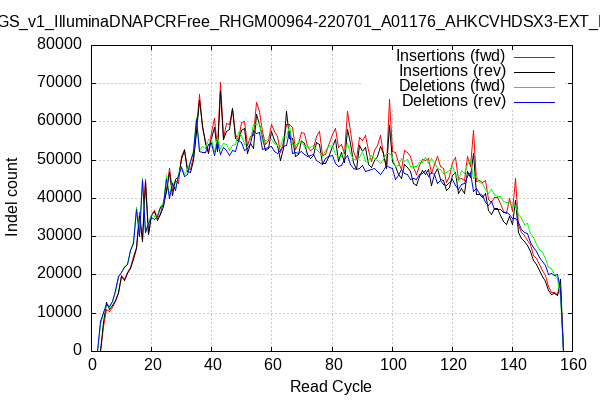 GS_v1_IlluminaDNAPCRFree_RHGM00964-220701_A01176_AHKCVHDSX3-EXT_
Insertions (fwd)
Insertions (rev)
Deletions (fwd)
Deletions (rev)
80000
70000
60000
50000
40000
30000
20000
10000
0
Indel count
0 20 40 60 80 100 120 140 160
Read Cycle